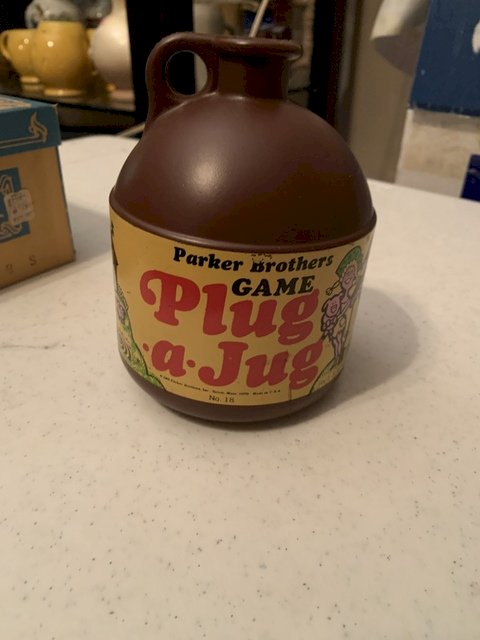 Parker Brothers
GAME
Plug
·a·Jug
No. 18